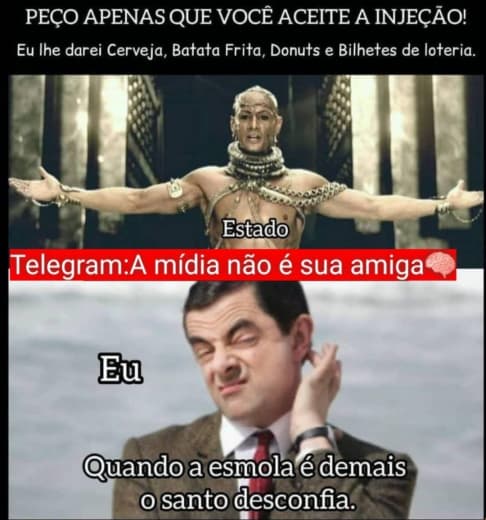 PEÇO APENAS QUE VOCÊ ACEITE A INJEÇÃO!
Eu lhe darei Cerveja, Batata Frita, Donuts e Bilhetes de loteria.
Estado
Telegram:A mídia não é sua amiga🧠
Eu
Quando a esmola é demais
o santo desconfia.